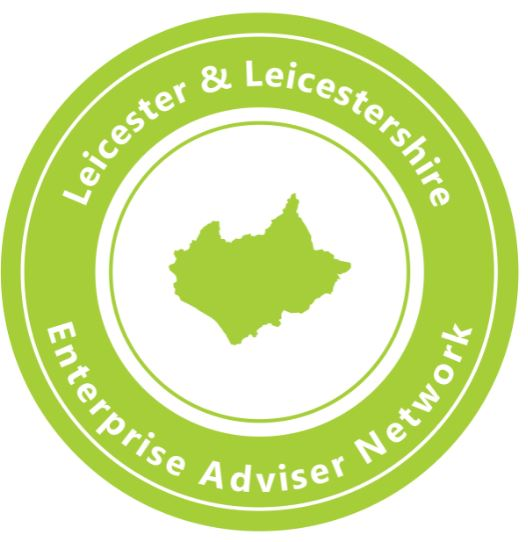 Leicester & Leicestershire
Enterprise Adviser Network